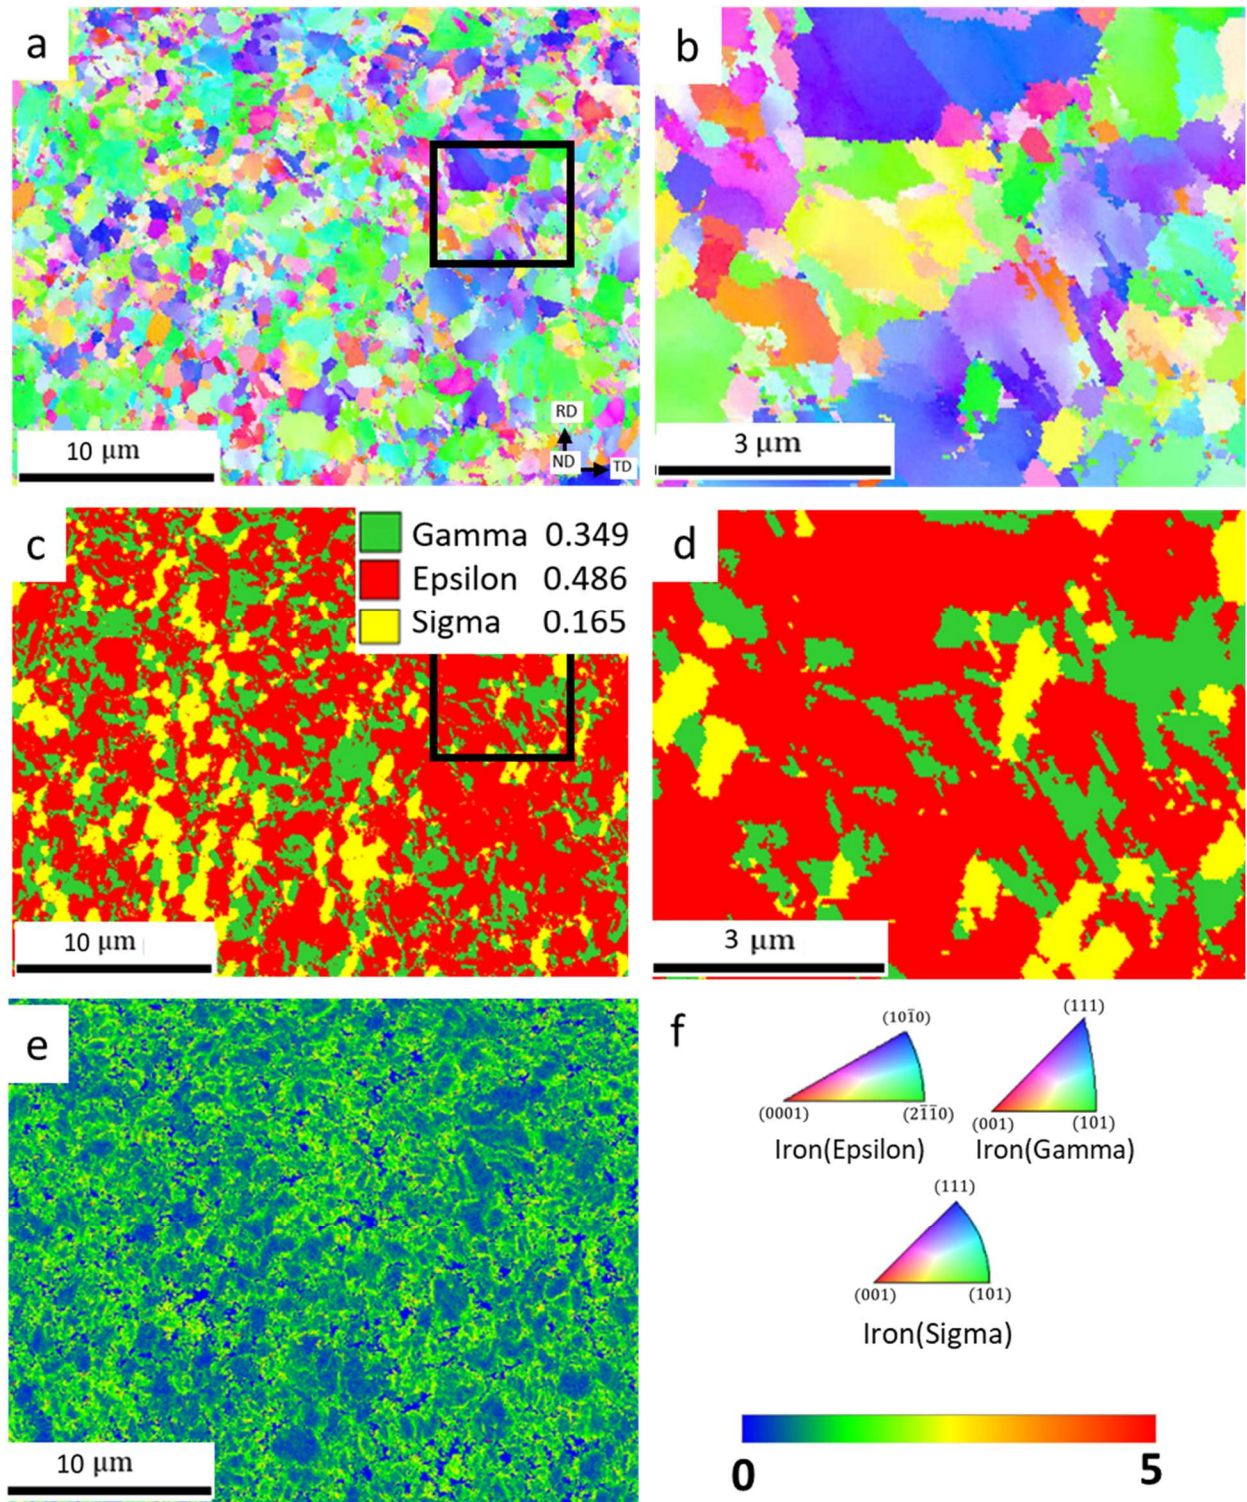 a
b
RD
ND
TD
10 μm
3 μm
c
Gamma 0.349
Epsilon 0.486
Sigma 0.165
d
10 μm
3 μm
e
f
(101̅0)
(0001)
(21̅1̅0)
Iron(Epsilon)
(111)
(001)
(101)
Iron(Gamma)
(111)
(001)
(101)
Iron(Sigma)
10 μm
0
5